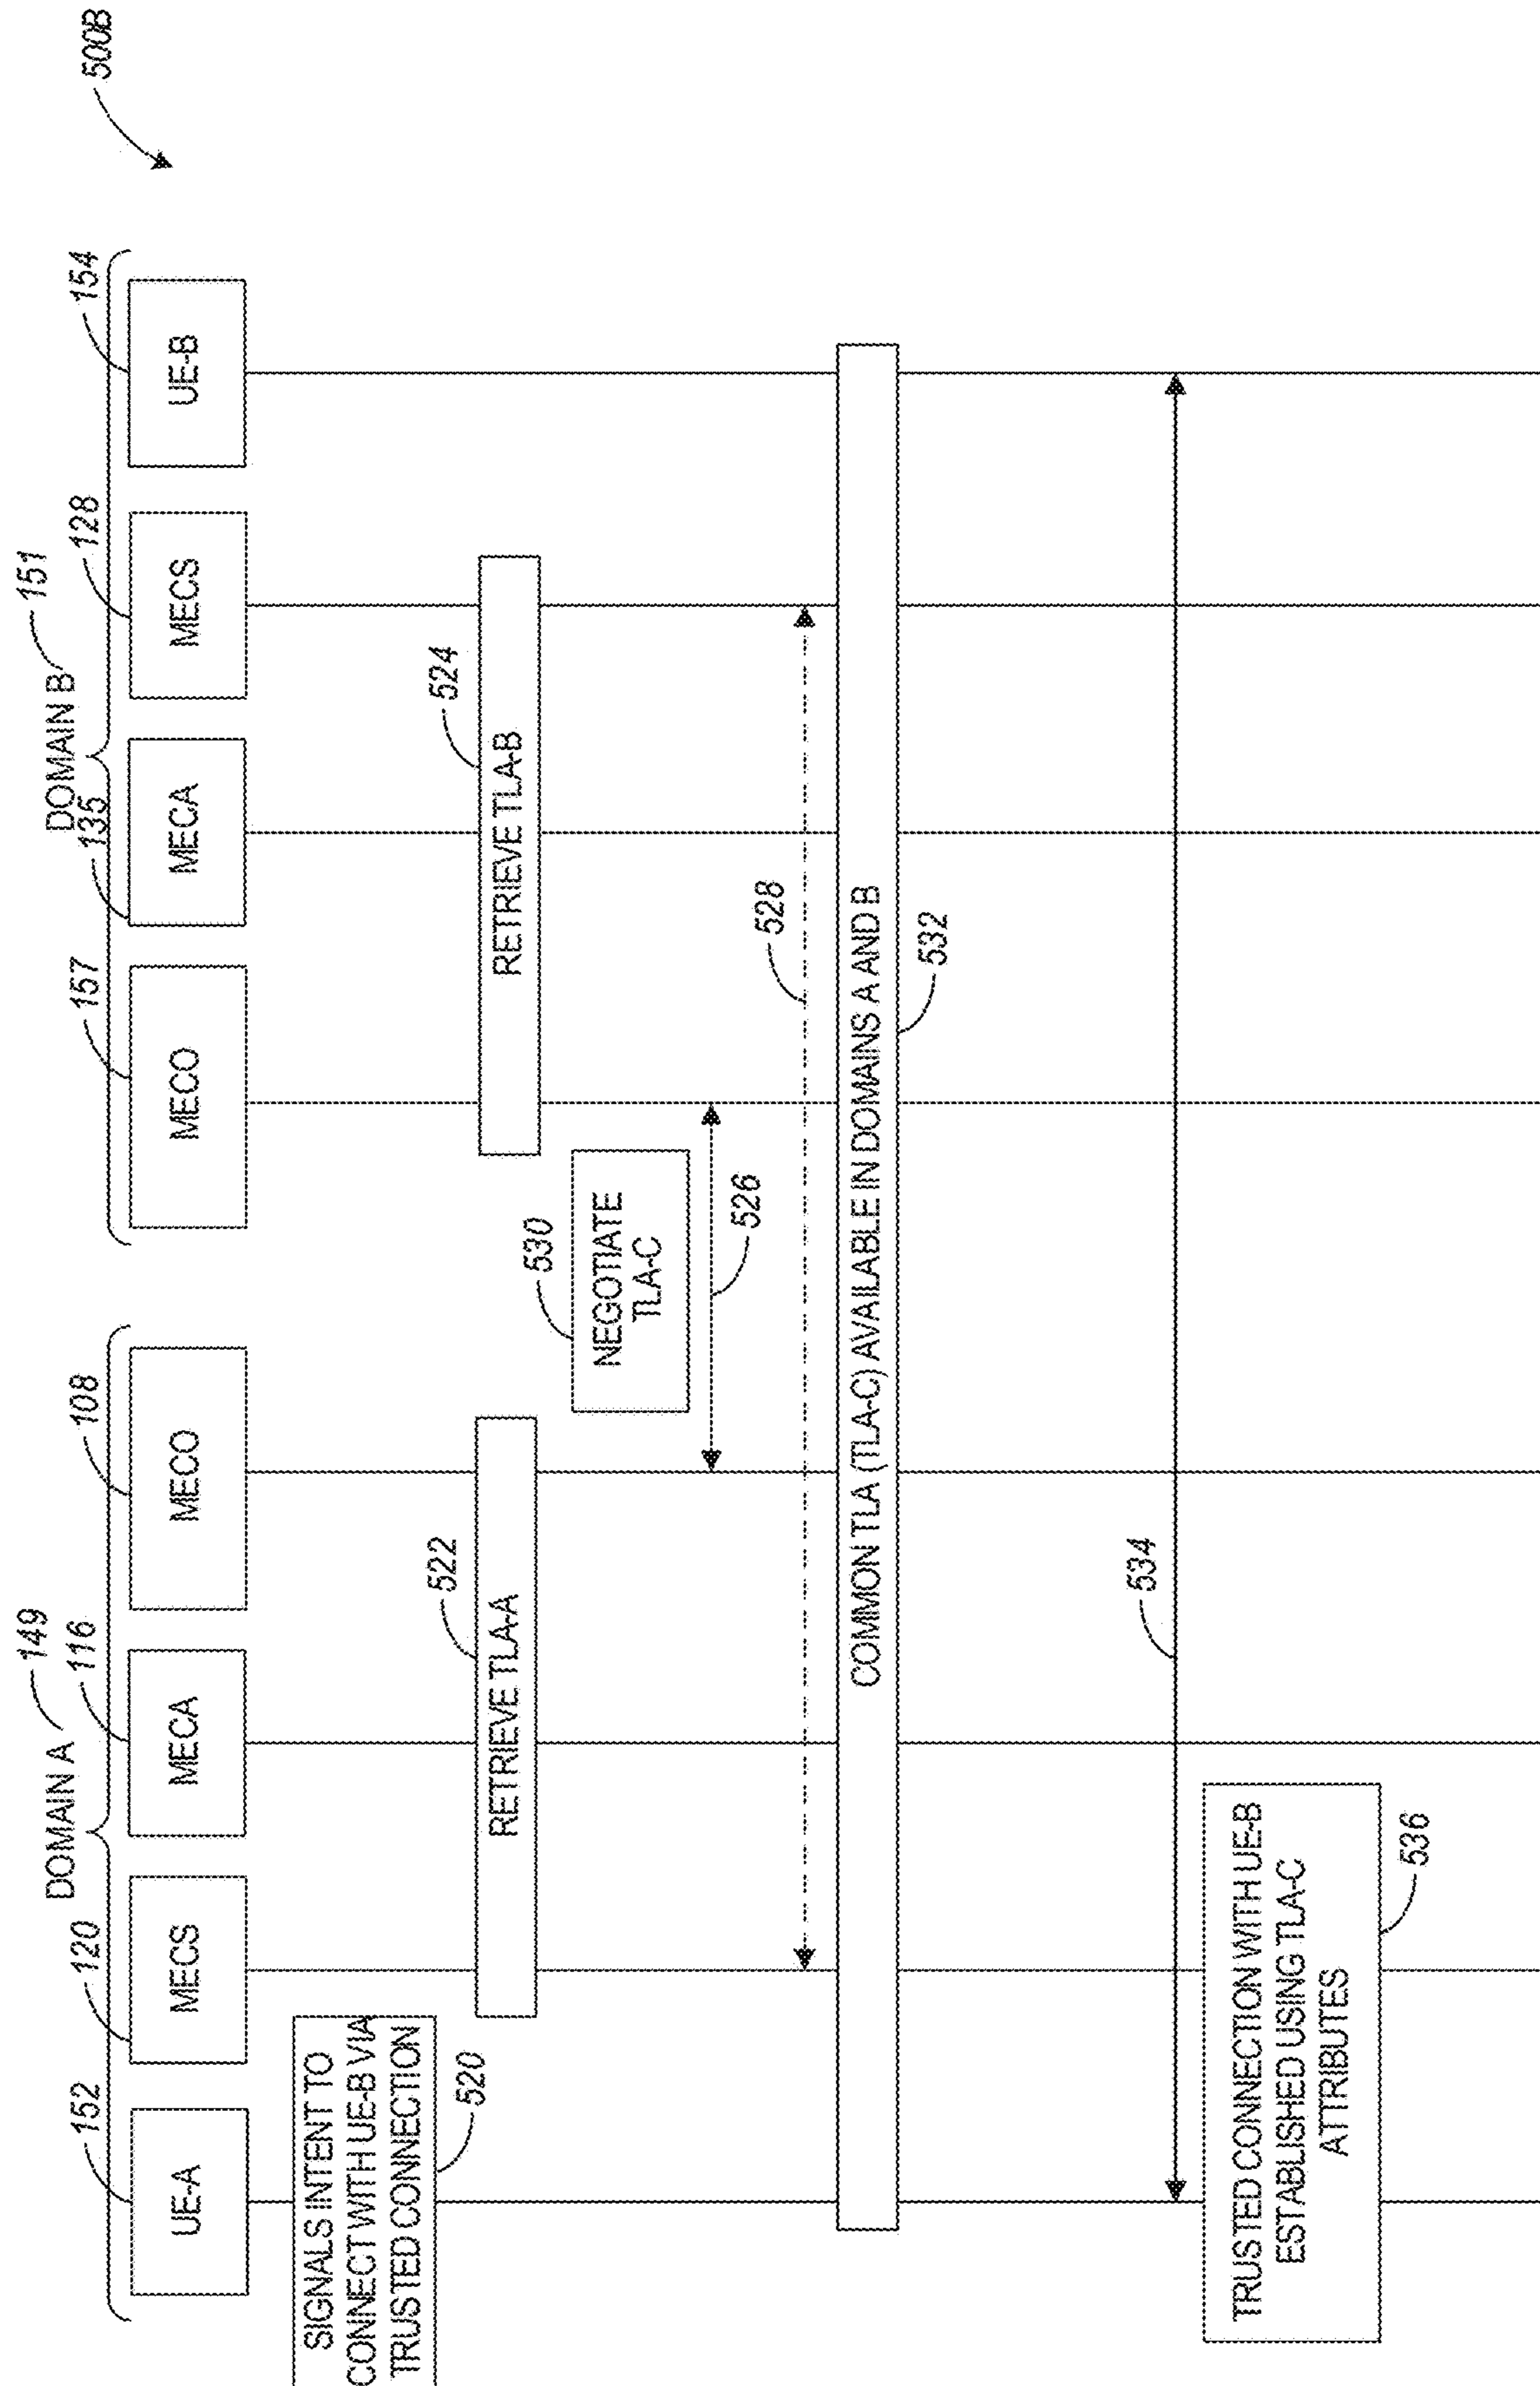 500B
DOMAIN A
149
DOMAIN B
151
152
120
116
108
157
135
128
154
UE-A
MECS
MECA
MECO
MECO
MECA
MECS
UE-B
SIGNALS INTENT TO
CONNECT WITH UE-B VIA
TRUSTED CONNECTION
520
522
RETRIEVE TLA-A
524
RETRIEVE TLA-B
530
NEGOTIATE
TLA-C
526
528
COMMON TLA (TLA-C) AVAILABLE IN DOMAINS A AND B
532
534
TRUSTED CONNECTION WITH UE-B
ESTABLISHED USING TLA-C
ATTRIBUTES
536